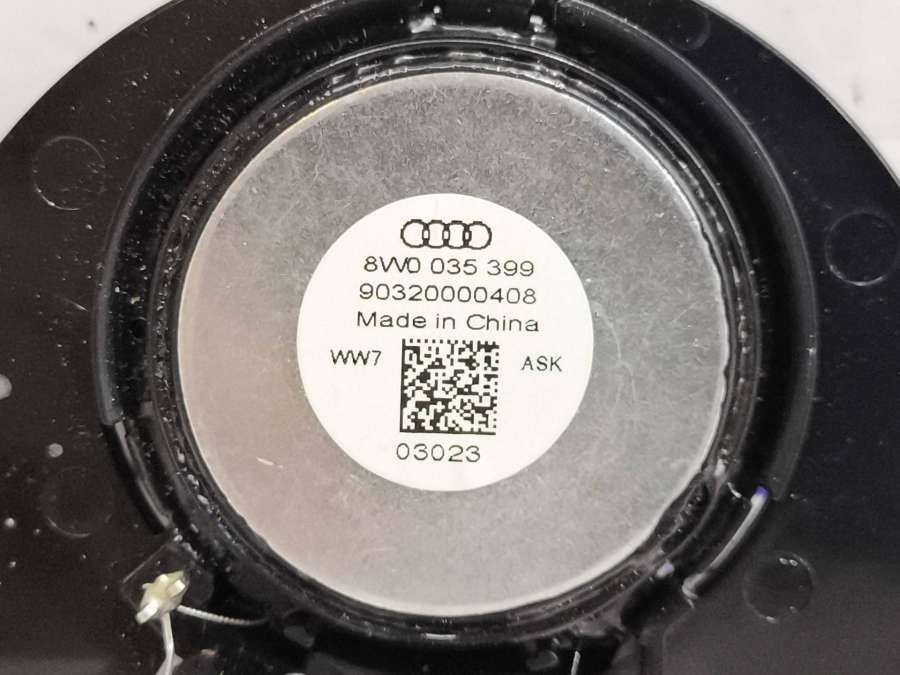 8W0 035 399
90320000408
Made in China
WW7 ASK
03023